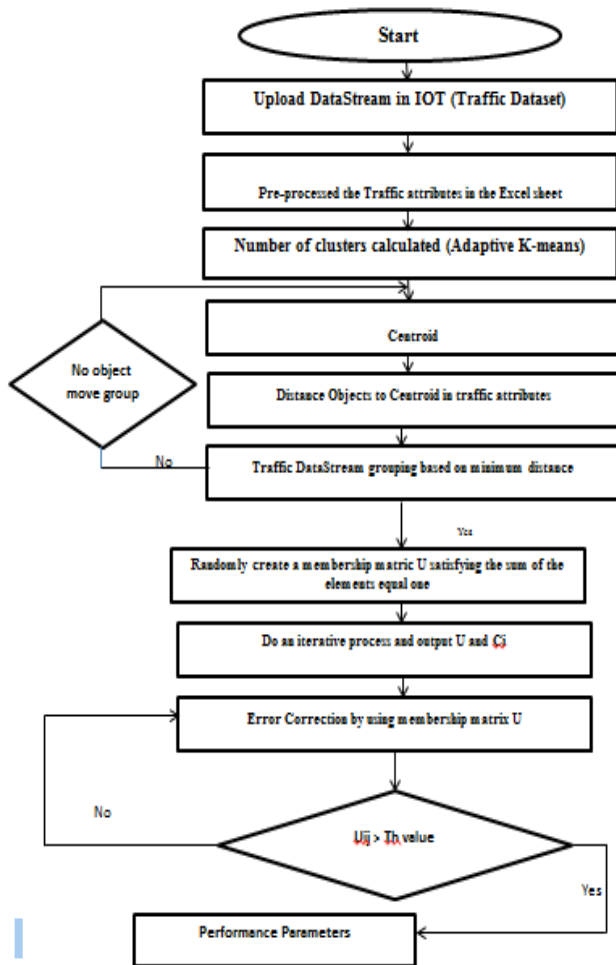 Start
Upload DataStream in IOT (Traffic Dataset)
Pre-processed the Traffic attributes in the Excel sheet
Number of clusters calculated (Adaptive K-means)
Centroid
No object
move group
Distance Objects to Centroid in traffic attributes
No
Traffic DataStream grouping based on minimum distance
Yes
Randomly create a membership matric U satisfying the sum of the
elements equal one
Do an iterative process and output U and Cj
Error Correction by using membership matrix U
No
Uij > Th value
Yes
Performance Parameters